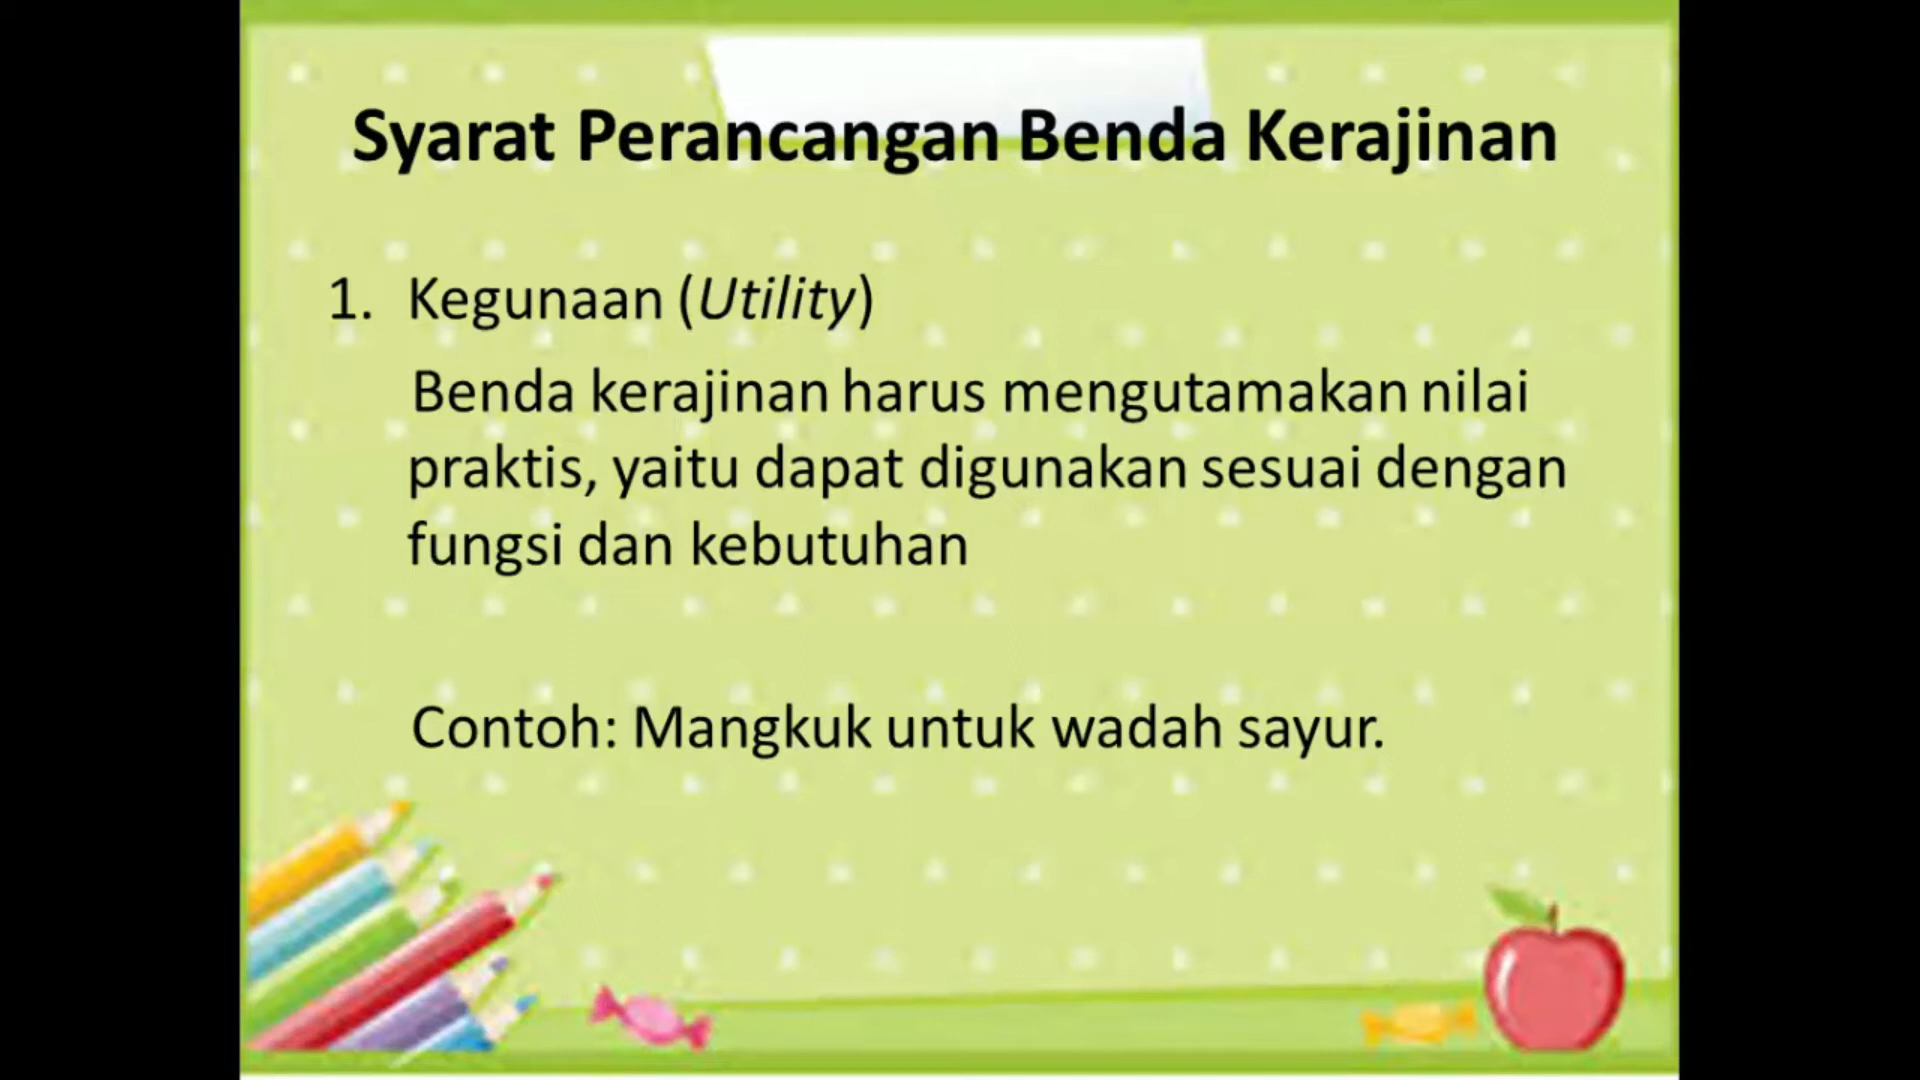 Syarat Perancangan Benda Kerajinan
1. Kegunaan (Utility)
Benda kerajinan harus mengutamakan nilai
praktis, yaitu dapat digunakan sesuai dengan
fungsi dan kebutuhan
Contoh: Mangkuk untuk wadah sayur.